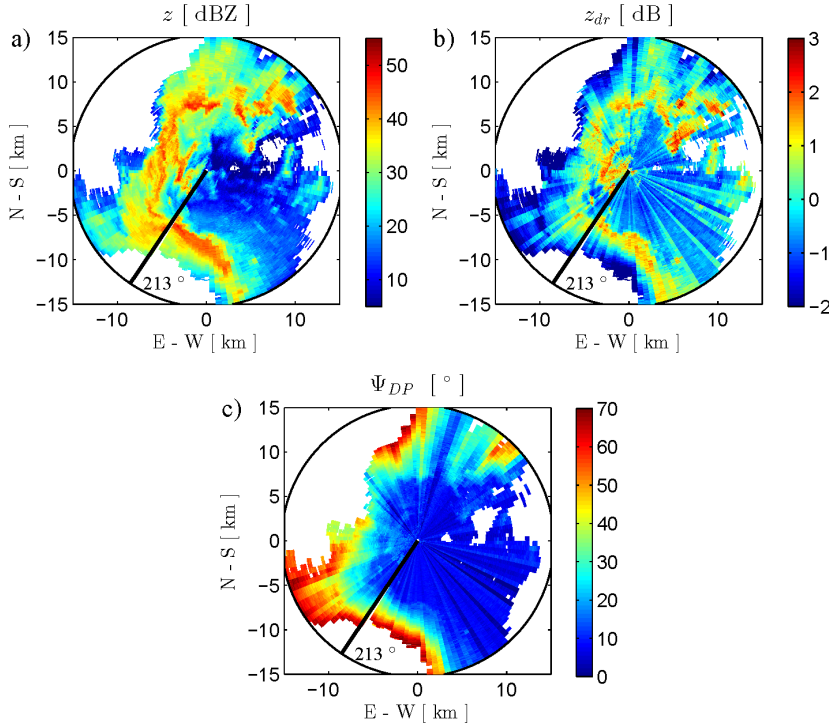 z [ dBZ]
a)
15
10
5
0
−5
−10
−15
N - S [ km ]
−10 0 10
E - W [ km ]
213 °
50
40
30
20
10
z_dr [ dB]
b)
15
10
5
0
−5
−10
−15
N - S [ km ]
−10 0 10
E - W [ km ]
213 °
3
2
1
0
−1
−2
Ψ_DP [ ° ]
c)
15
10
5
0
−5
−10
−15
N - S [ km ]
−10 0 10
E - W [ km ]
213 °
70
60
50
40
30
20
10
0